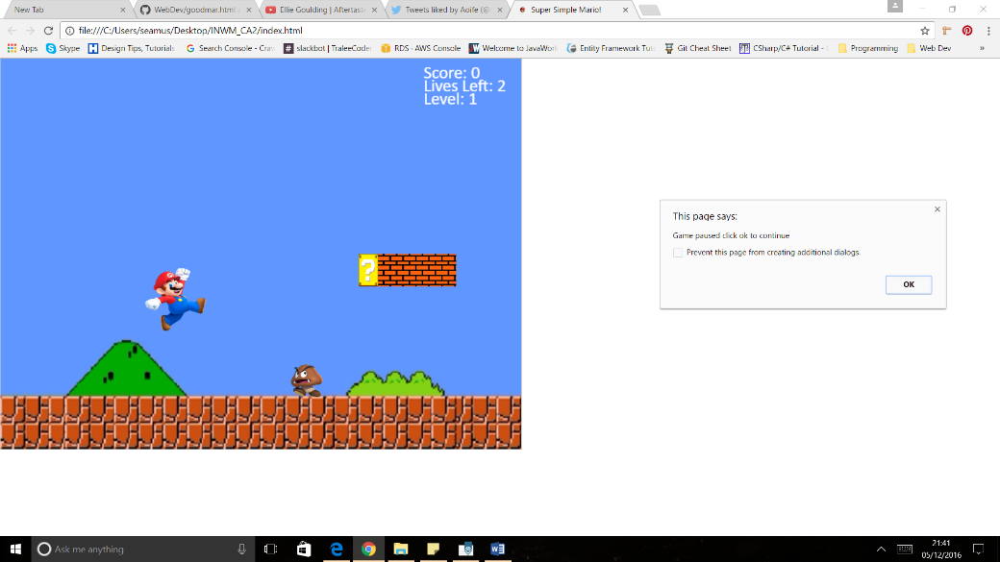 New Tab
WebDev/goodmar.html a
Ellie Goulding | Aftertaste
Tweets liked by Aoife (@
Super Simple Mario!
file:///C:/Users/seamus/Desktop/INWM_CA2/index.html
Apps
Skype
Design Tips, Tutorials
Search Console - Craw
slackbot | TraleeCoder
RDS · AWS Console
Welcome to JavaWork
Entity Framework Tuto
Git Cheat Sheet
CSharp/C# Tutorial -
Programming
Web Dev
»
Score: 0
Lives Left: 2
Level: 1
?
This page says:
Game paused click ok to continue
Prevent this page from creating additional dialogs.
OK
Ask me anything
21:41
05/12/2016